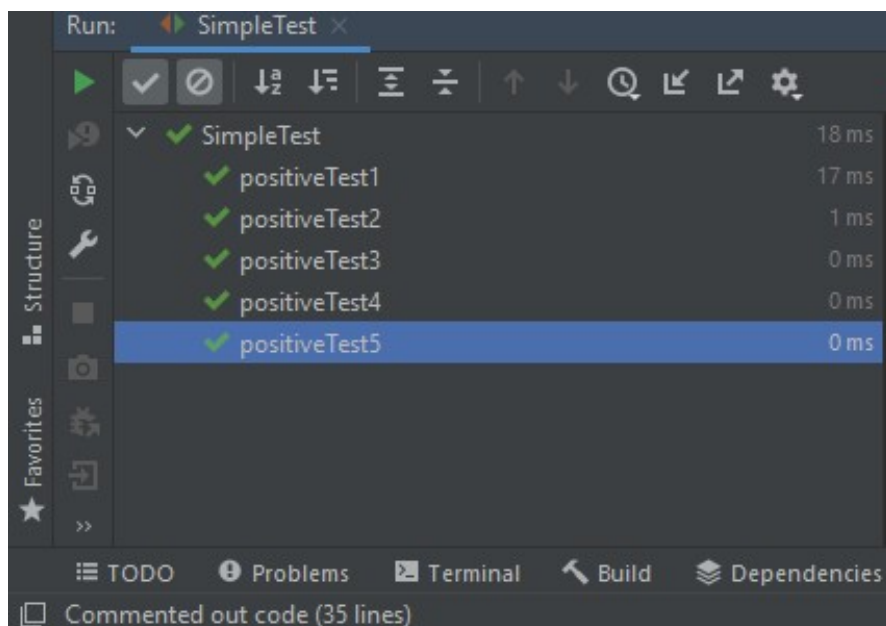 Run: SimpleTest
SimpleTest 18 ms
positiveTest1 17 ms
positiveTest2 1 ms
positiveTest3 0 ms
positiveTest4 0 ms
positiveTest5 0 ms
Structure
Favorites
TODO Problems Terminal Build Dependencies
Commented out code (35 lines)